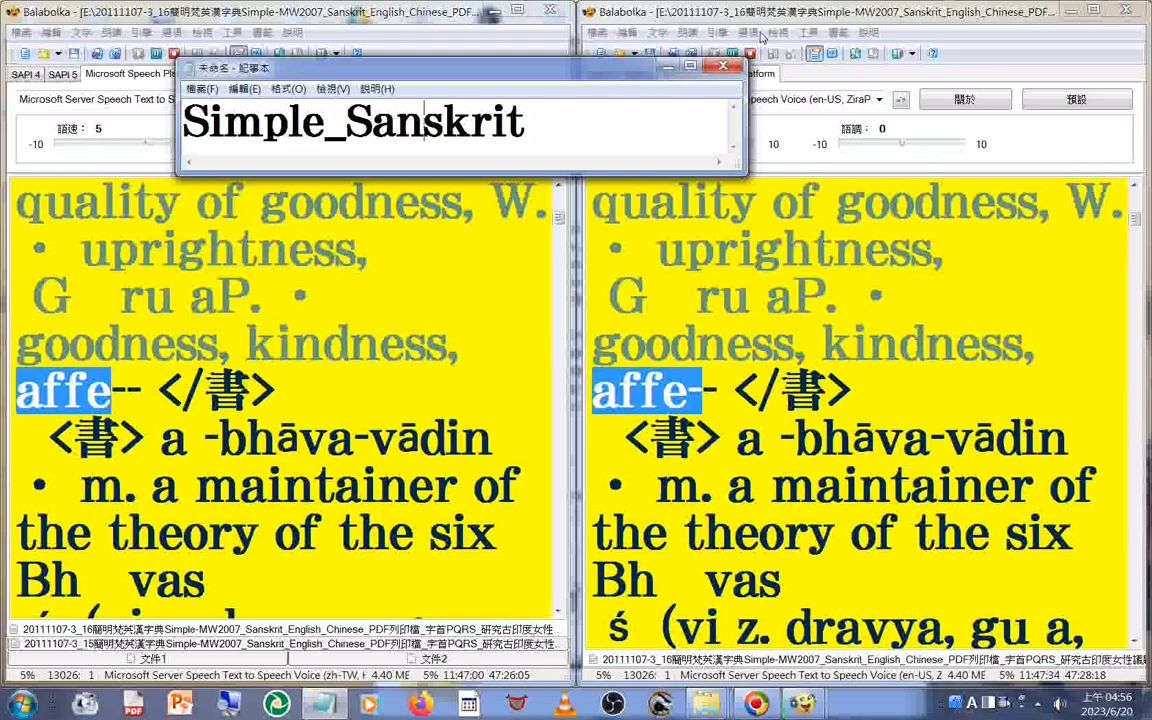 Balabolka - [E:\20111107-3_16簡明梵英漢字典Simple-MW2007_Sanskrit_English_Chinese_PDF...
Balabolka - [E:\20111107-3_16簡明梵英漢字典Simple-MW2007_Sanskrit_English_Chinese_PDF...
未命名 - 記事本
檔案(F) 編輯(E) 格式(O) 檢視(V) 說明(H)
Simple_Sanskrit
SAPI 4 SAPI 5 Microsoft Speech Pl
Microsoft Server Speech Text to S
語速： 5
-10
atform
peech Voice (en-US, ZiraP
關於 預設
語調： 0
10 -10 10
quality of goodness, W.
• uprightness,
G ru aP. •
goodness, kindness,
affe-- </書>
<書> a -bhāva-vādin
• m. a maintainer of
the theory of the six
Bh vas
quality of goodness, W.
• uprightness,
G ru aP. •
goodness, kindness,
affe-- </書>
<書> a -bhāva-vādin
• m. a maintainer of
the theory of the six
Bh vas
ś (vi z. dravya, gu a,
20111107-3_16簡明梵英漢字典Simple-MW2007_Sanskrit_English_Chinese_PDF列印檔_字首PQRS_研究古印度女性...
20111107-3_15簡明梵英漢字典Simple-MW2007_Sanskrit_English_Chinese_PDF列印檔_字首PQRS_研究古印度女性...
文件1 文件2
5% 13026: 1 Microsoft Server Speech Text to Speech Voice (zh-TW, H 4.40 ME 11:47:00 47:26:05
20111107-3_16簡明梵英漢字典Simple-MW2007_Sanskrit_English_Chinese_PDF列印檔_字首PQRS_研究古印度女性
5% 13026: 1 Microsoft Server Speech Text to Speech Voice (en-US, Z 4.40 ME 11:47:34 47:28:18
上午 04:56
2023/6/20